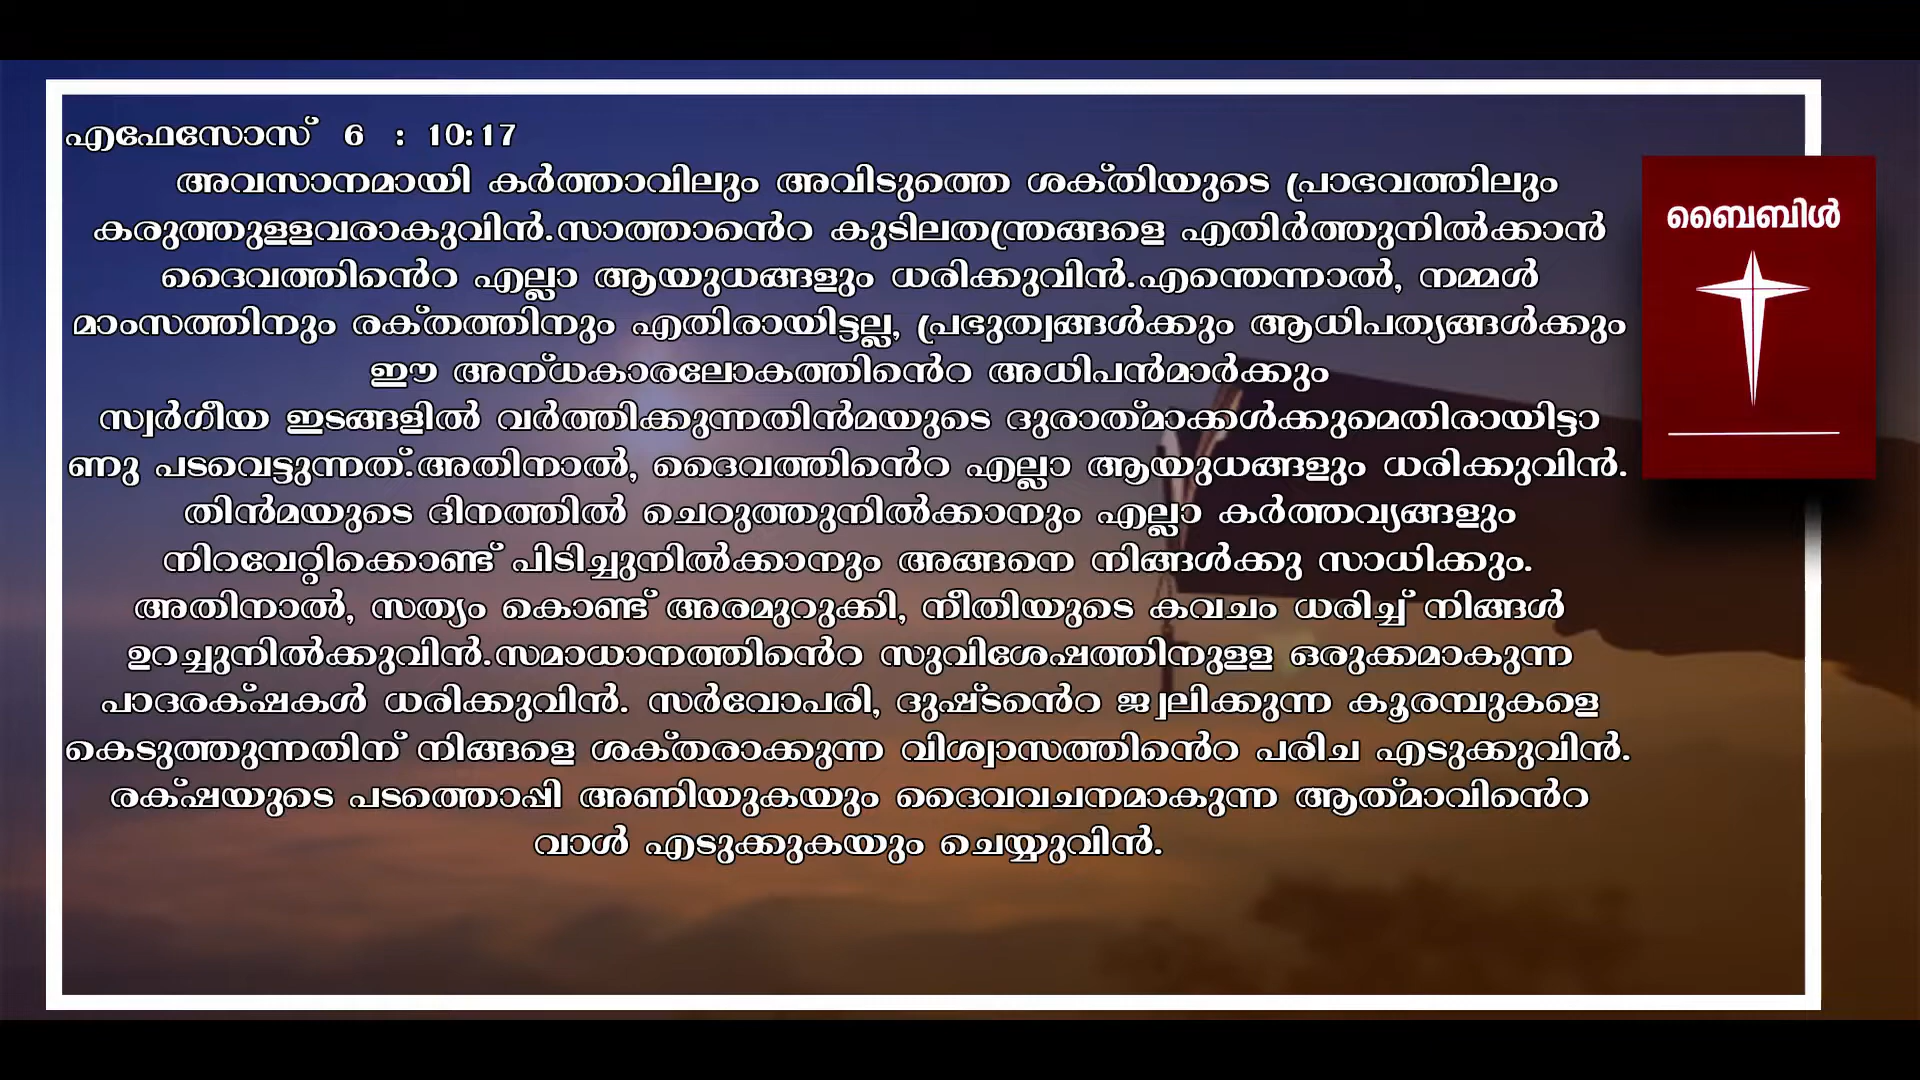 എഫേസോസ് 6 : 10:17
അവസാനമായി കർത്താവിലും അവിടുത്തെ ശക്തിയുടെ പ്രാഭവത്തിലും
കരുത്തുള്ളവരാകുവിൻ.സാത്താന്‍െറ കുടിലതന്ത്രങ്ങളെ എതിർത്തുനിൽക്കാൻ
ദൈവത്തിന്‍െറ എല്ലാ ആയുധങ്ങളും ധരിക്കുവിൻ.എന്തെന്നാൽ, നമ്മൾ
മാംസത്തിനും രക്തത്തിനും എതിരായിട്ടല്ല, പ്രഭുത്വങ്ങൾക്കും ആധിപത്യങ്ങൾക്കും
ഈ അന്ധകാരലോകത്തിന്‍െറ അധിപൻമാർക്കും
സ്വർഗീയ ഇടങ്ങളിൽ വർത്തിക്കുന്നതിൻമയുടെ ദുരാത്മാക്കൾക്കുമെതിരായിട്ടാ
ണു പടവെട്ടുന്നത്.അതിനാൽ, ദൈവത്തിന്‍െറ എല്ലാ ആയുധങ്ങളും ധരിക്കുവിൻ.
തിൻമയുടെ ദിനത്തിൽ ചെറുത്തുനിൽക്കാനും എല്ലാ കർത്തവ്യങ്ങളും
നിറവേറ്റിക്കൊണ്ട് പിടിച്ചുനിൽക്കാനും അങ്ങനെ നിങ്ങൾക്കു സാധിക്കും.
അതിനാൽ, സത്യം കൊണ്ട് അരമുറുക്കി, നീതിയുടെ കവചം ധരിച്ച് നിങ്ങൾ
ഉറച്ചുനിൽക്കുവിൻ.സമാധാനത്തിന്‍െറ സുവിശേഷത്തിനുള്ള ഒരുക്കമാകുന്ന
പാദരക്ഷകൾ ധരിക്കുവിൻ. സർവോപരി, ദുഷ്ടന്‍െറ ജ്വലിക്കുന്ന കൂരമ്പുകളെ
കെടുത്തുന്നതിന് നിങ്ങളെ ശക്തരാക്കുന്ന വിശ്വാസത്തിന്‍െറ പരിച എടുക്കുവിൻ.
രക്ഷയുടെ പടത്തൊപ്പി അണിയുകയും ദൈവവചനമാകുന്ന ആത്മാവിന്‍െറ
വാൾ എടുക്കുകയും ചെയ്യുവിൻ.
ബൈബിൾ